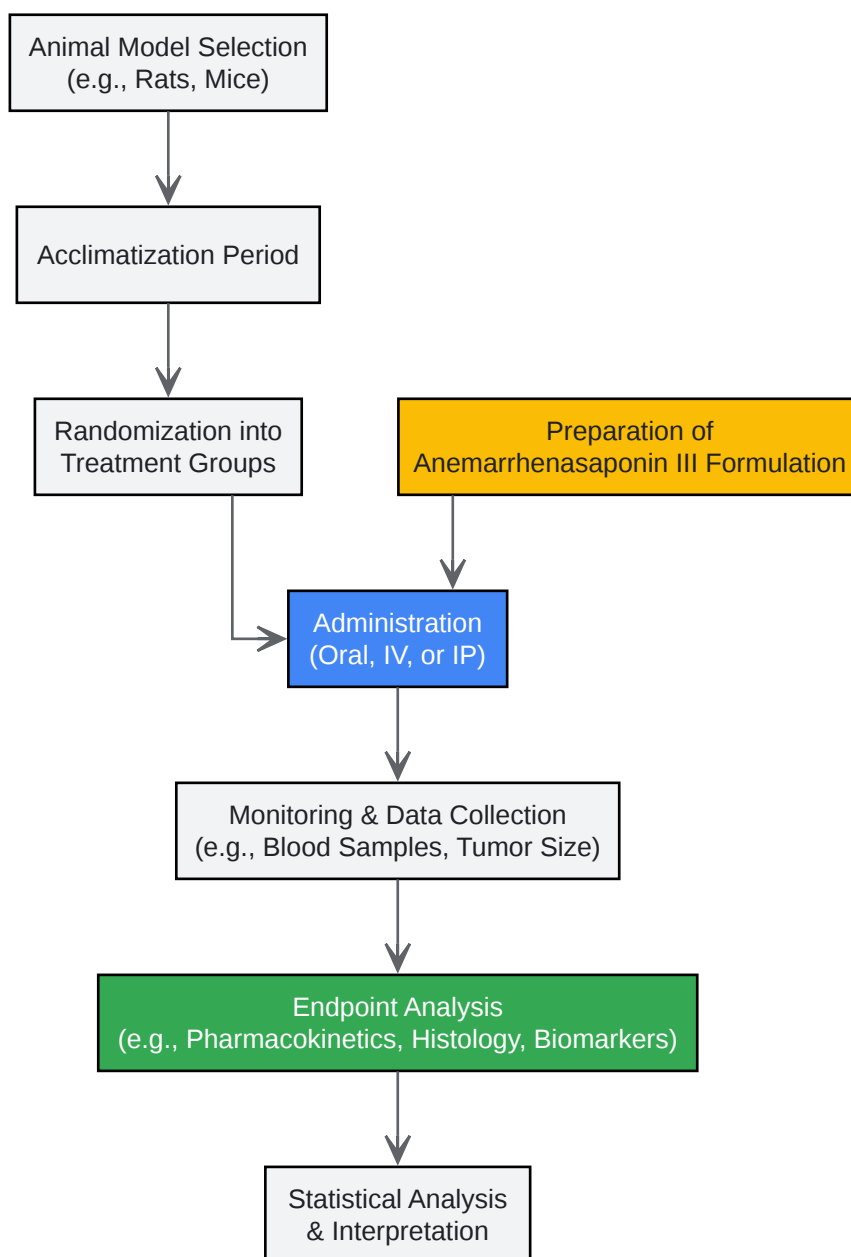 Animal Model Selection
(e.g., Rats, Mice)
Acclimatization Period
Randomization into
Treatment Groups
Preparation of
Anemarrhenasaponin III Formulation
Administration
(Oral, IV, or IP)
Monitoring & Data Collection
(e.g., Blood Samples, Tumor Size)
Endpoint Analysis
(e.g., Pharmacokinetics, Histology, Biomarkers)
Statistical Analysis
& Interpretation